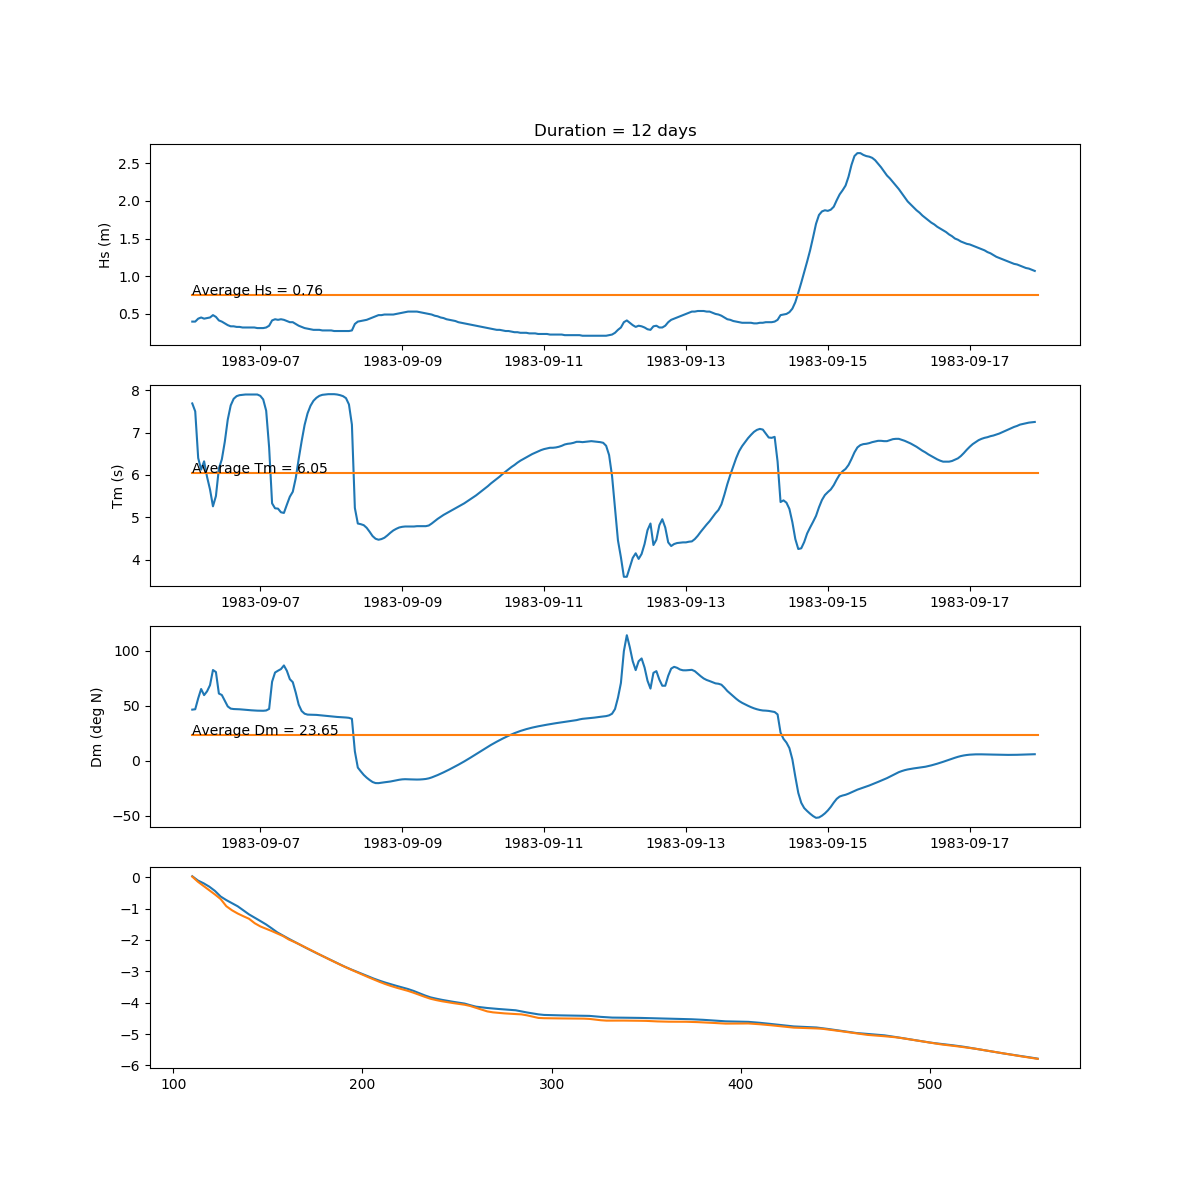 Duration = 12 days
2.5
2.0
1.5
1.0
0.5
Hs (m)
Average Hs = 0.76
1983-09-07 1983-09-09 1983-09-11 1983-09-13 1983-09-15 1983-09-17
8
7
6
5
4
Tm (s)
Average Tm = 6.05
1983-09-07 1983-09-09 1983-09-11 1983-09-13 1983-09-15 1983-09-17
100
50
0
−50
Dm (deg N)
Average Dm = 23.65
1983-09-07 1983-09-09 1983-09-11 1983-09-13 1983-09-15 1983-09-17
0
−1
−2
−3
−4
−5
−6
100 200 300 400 500